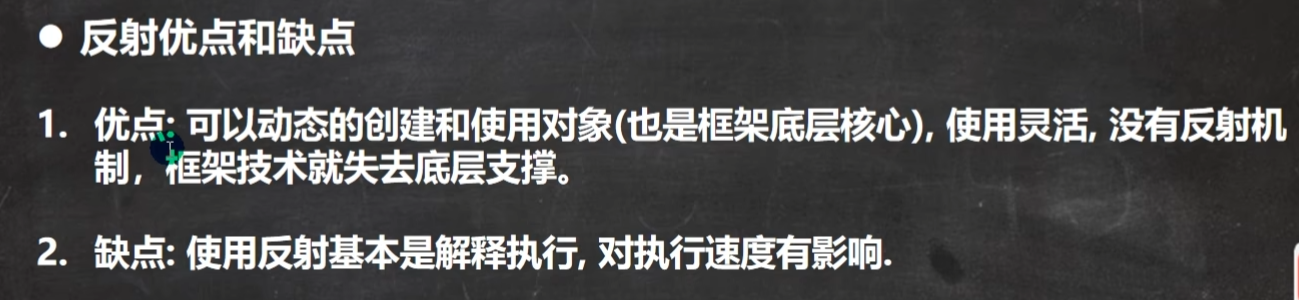 ● 反射优点和缺点
1. 优点: 可以动态的创建和使用对象(也是框架底层核心), 使用灵活, 没有反射机
制，框架技术就失去底层支撑。
2. 缺点: 使用反射基本是解释执行, 对执行速度有影响.